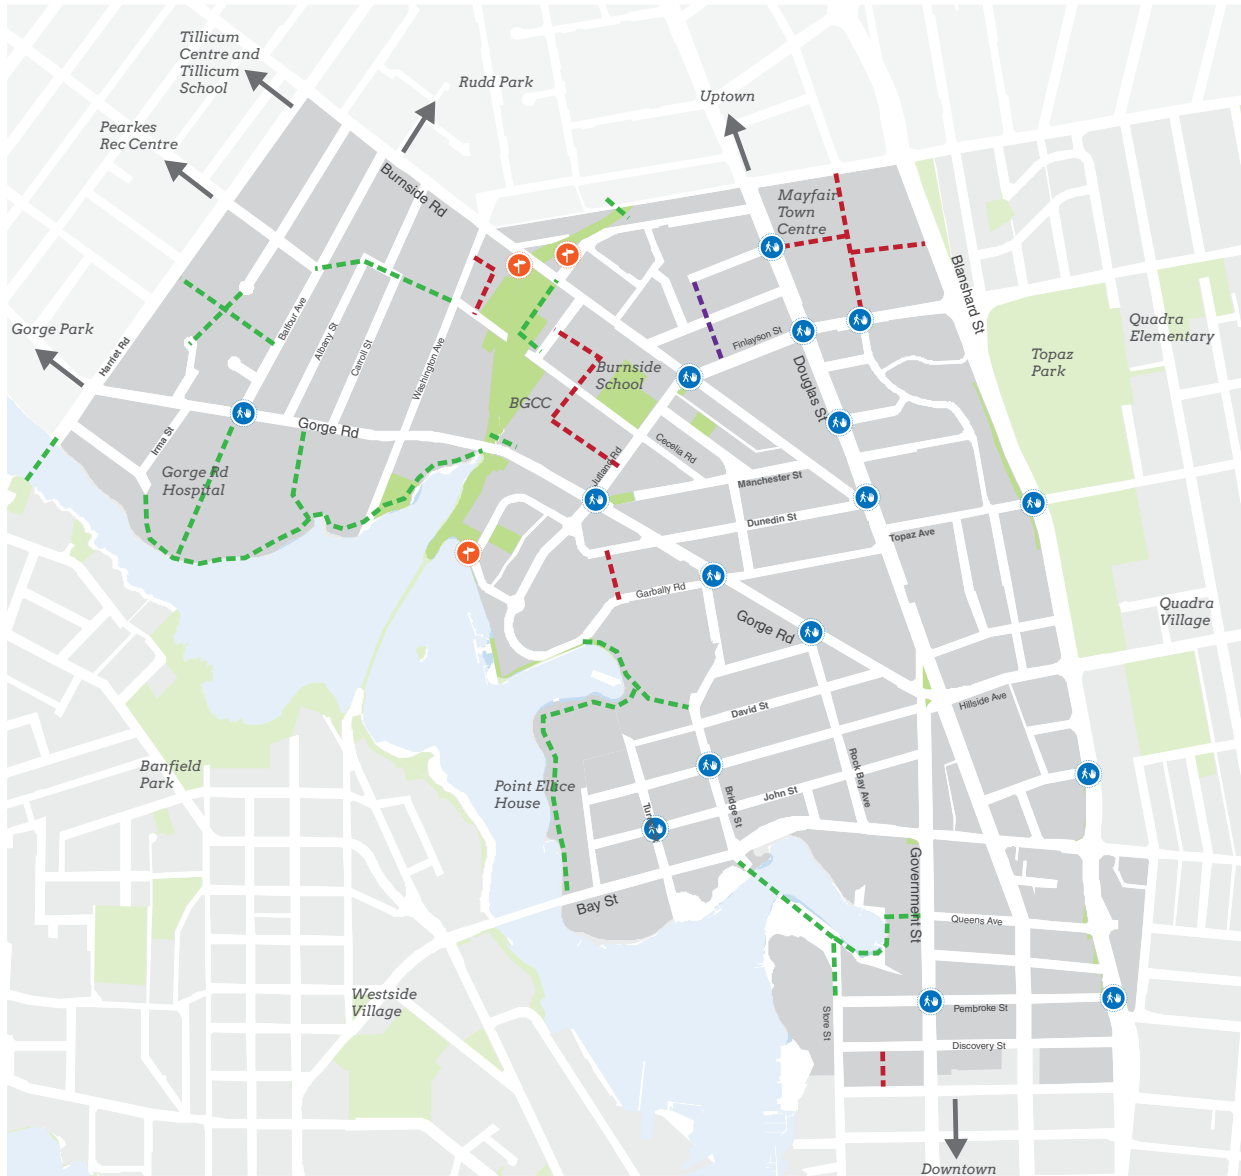 Tillicum
Centre and
Tillicum
School
Rudd Park
Uptown
Pearkes
Rec Centre
Burnside Rd
Mayfair
Town
Centre
Blanshard St
Gorge Park
Harriet Rd
Balfour Ave
Albany St
Carroll St
Washington Ave
Finlayson St
Douglas St
Quadra
Elementary
Topaz
Park
Burnside
School
BGCC
Irma St
Gorge Rd
Gorge Rd
Hospital
Jutland Rd
Cecelia Rd
Manchester St
Dunedin St
Topaz Ave
Garbally Rd
Gorge Rd
Quadra
Village
David St
Hillside Ave
Banfield
Park
Point Ellice
House
Rock Bay Ave
Bridge St
John St
Bay St
Government St
Queens Ave
Westside
Village
Store St
Pembroke St
Discovery St
Downtown